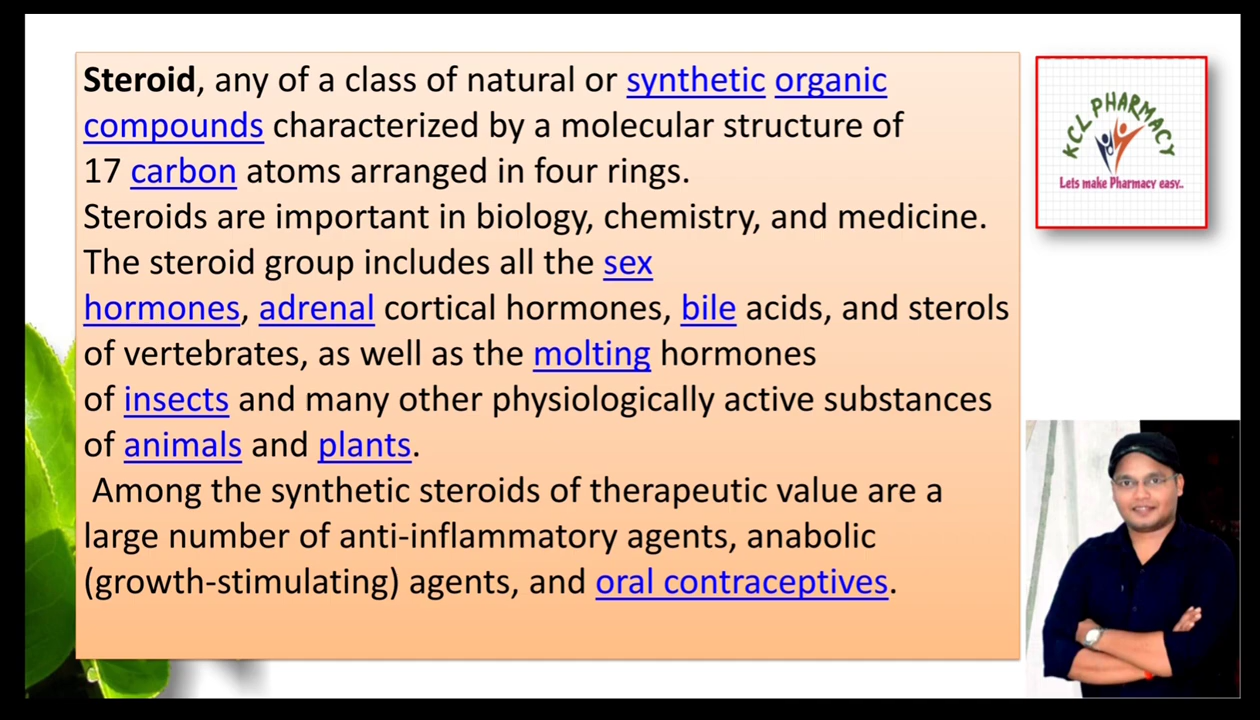 Steroid, any of a class of natural or synthetic organic
compounds characterized by a molecular structure of
17 carbon atoms arranged in four rings.
Steroids are important in biology, chemistry, and medicine.
The steroid group includes all the sex
hormones, adrenal cortical hormones, bile acids, and sterols
of vertebrates, as well as the molting hormones
of insects and many other physiologically active substances
of animals and plants.
Among the synthetic steroids of therapeutic value are a
large number of anti-inflammatory agents, anabolic
(growth-stimulating) agents, and oral contraceptives.
KCL PHARMACY
Lets make Pharmacy easy..